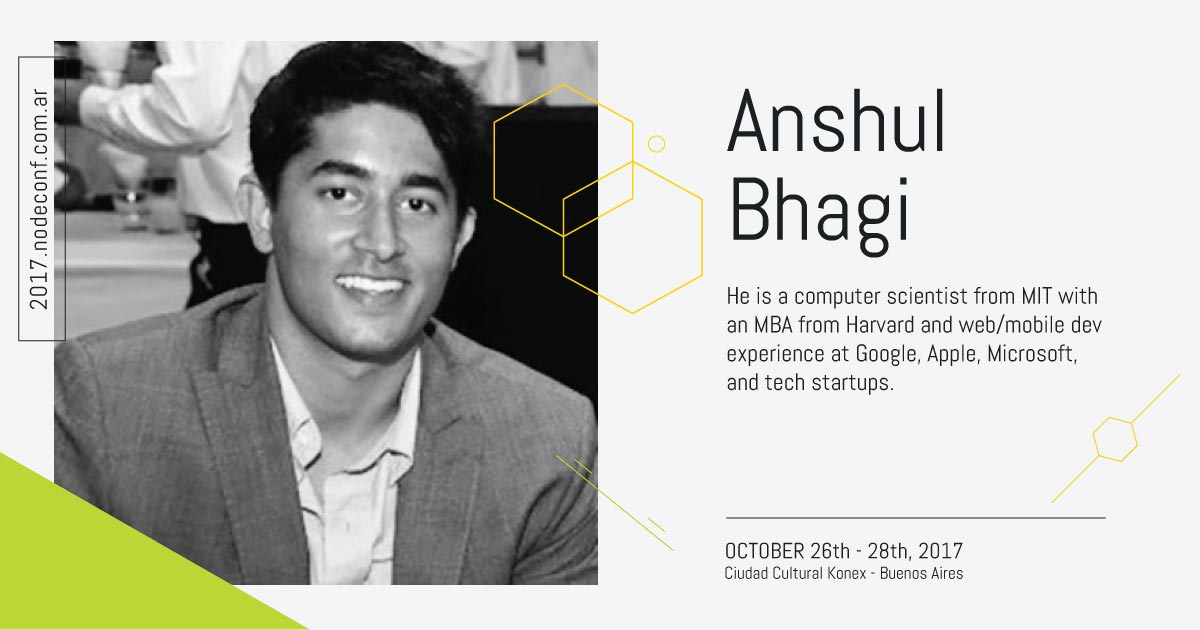 2017.nodeconf.com.ar
Anshul
Bhagi
He is a computer scientist from MIT with
an MBA from Harvard and web/mobile dev
experience at Google, Apple, Microsoft,
and tech startups.
OCTOBER 26th - 28th, 2017
Ciudad Cultural Konex - Buenos Aires